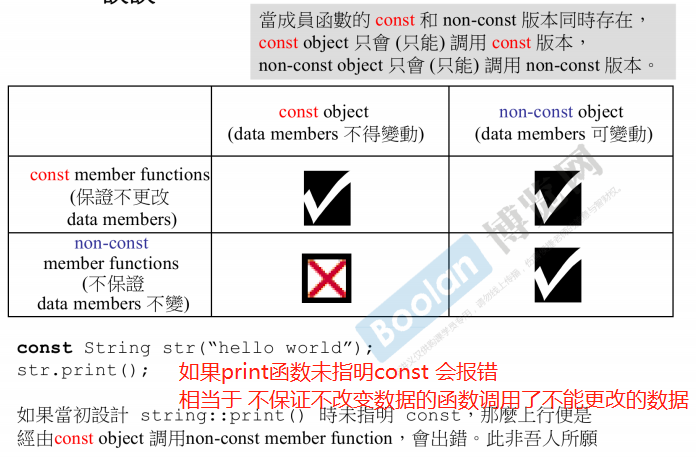 當成員函數的 const 和 non-const 版本同時存在，
const object 只會 (只能) 調用 const 版本，
non-const object 只會 (只能) 調用 non-const 版本。
const object
(data members 不得變動)
non-const object
(data members 可變動)
const member functions
(保證不更改
data members)
non-const
member functions
(不保證
data members 不變)
Boolan 博览网
const String str(“hello world”);
str.print();
如果print函数未指明const 会报错
相当于 不保证不改变数据的函数调用了不能更改的数据
如果當初設計 string::print() 時未指明 const，那麼上行便是
經由const object 調用non-const member function，會出錯。此非吾人所願